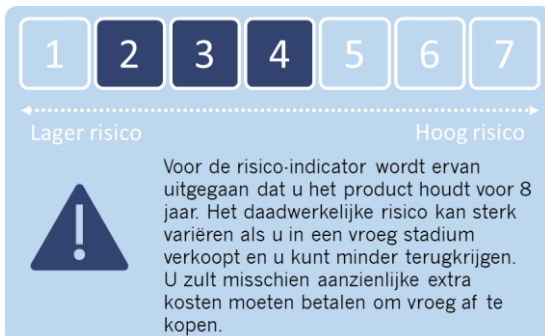 1 2 3 4 5 6 7
Lager risico Hoog risico
Voor de risico-indicator wordt ervan
uitgegaan dat u het product houdt voor 8
jaar. Het daadwerkelijke risico kan sterk
variëren als u in een vroeg stadium
verkoopt en u kunt minder terugkrijgen.
U zult misschien aanzienlijke extra
kosten moeten betalen om vroeg af te
kopen.